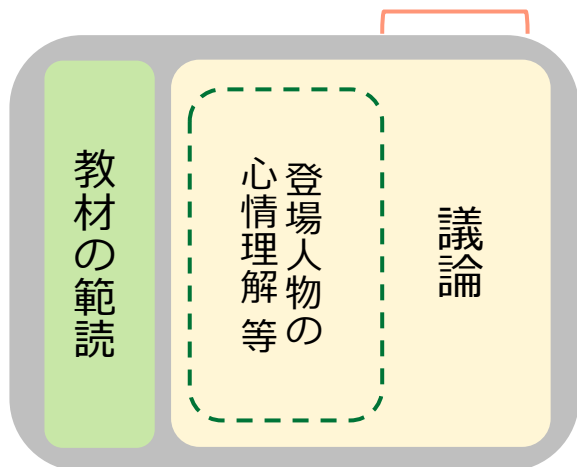 教材の範読
登場人物の
心情理解 等
議論